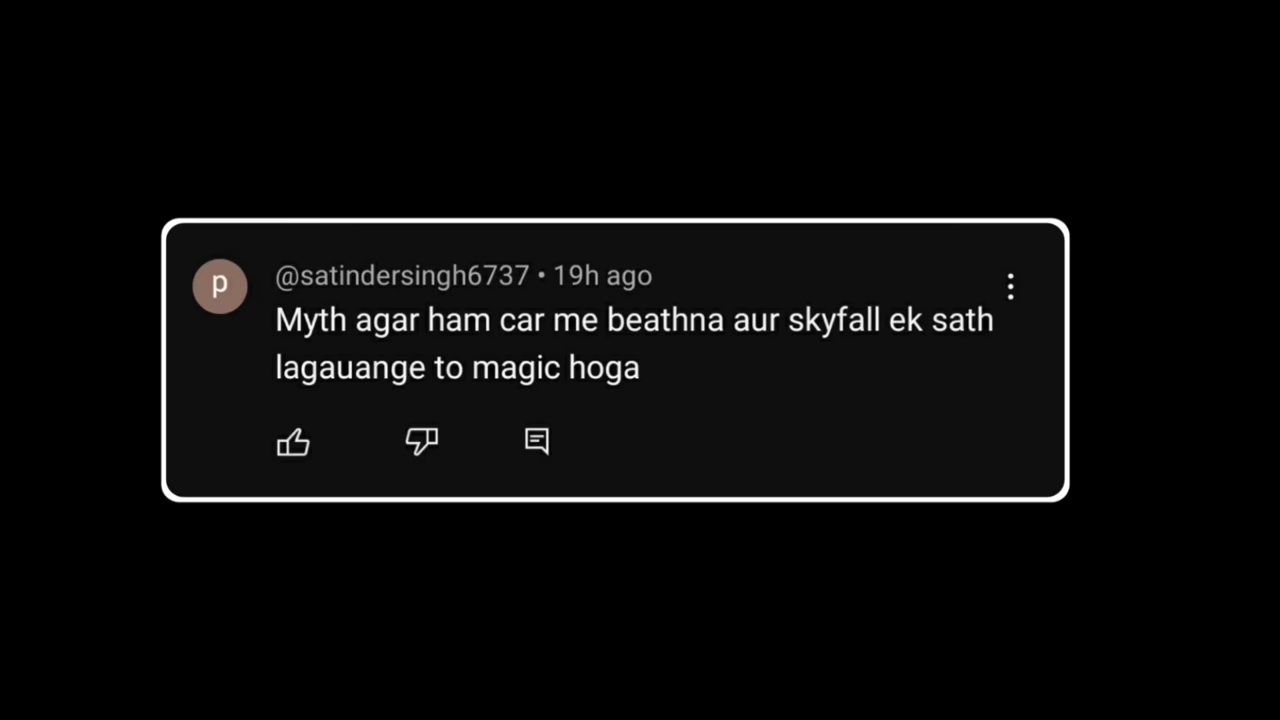 p
@satindersingh6737 • 19h ago
Myth agar ham car me beathna aur skyfall ek sath
lagauange to magic hoga